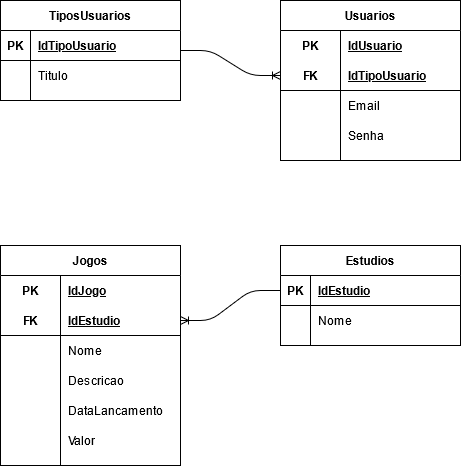 TiposUsuarios
PK IdTipoUsuario
Titulo
Usuarios
PK IdUsuario
FK IdTipoUsuario
Email
Senha
Jogos
PK IdJogo
FK IdEstudio
Nome
Descricao
DataLancamento
Valor
Estudios
PK IdEstudio
Nome